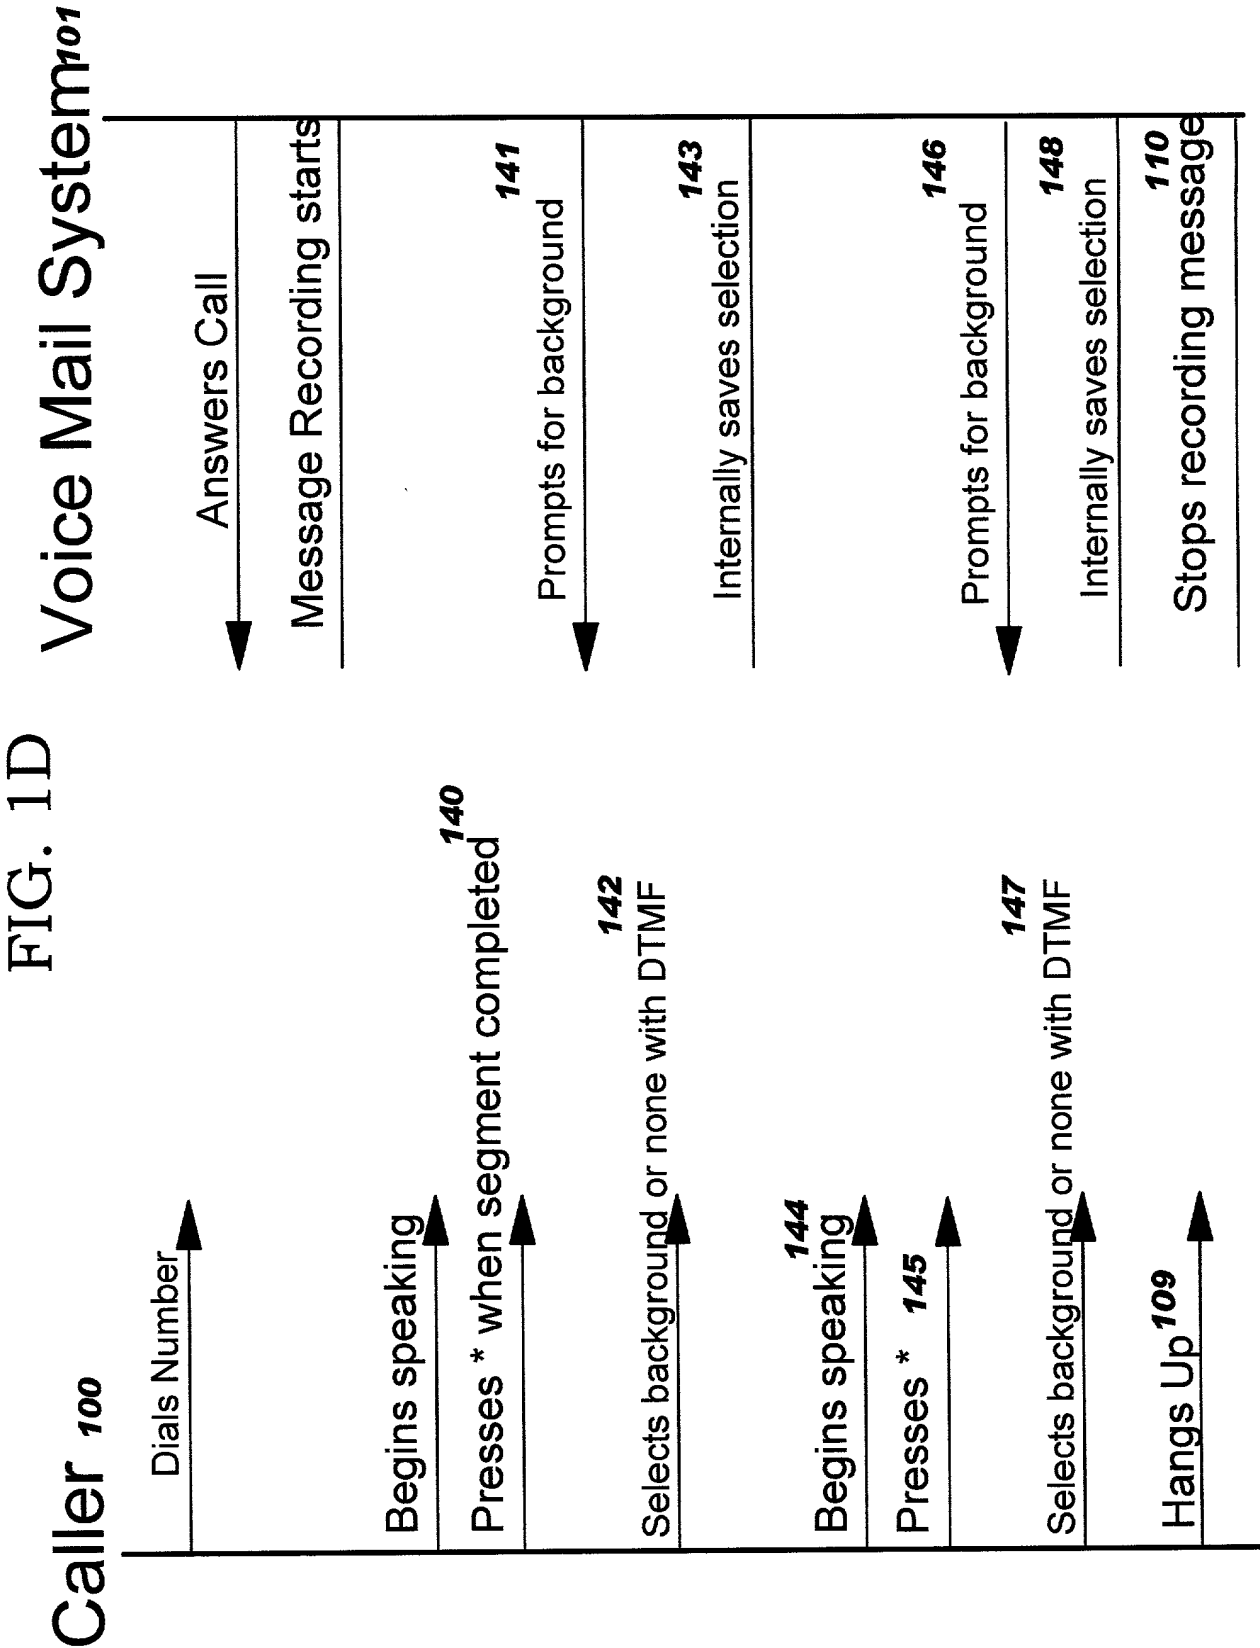 FIG. 1D
Caller 100
Voice Mail System 101
Dials Number
Answers Call
Message Recording starts
Begins speaking
140
Presses * when segment completed
141
Prompts for background
142
Selects background or none with DTMF
143
Internally saves selection
144
Begins speaking
Presses * 145
146
Prompts for background
147
Selects background or none with DTMF
148
Internally saves selection
Hangs Up 109
110
Stops recording message